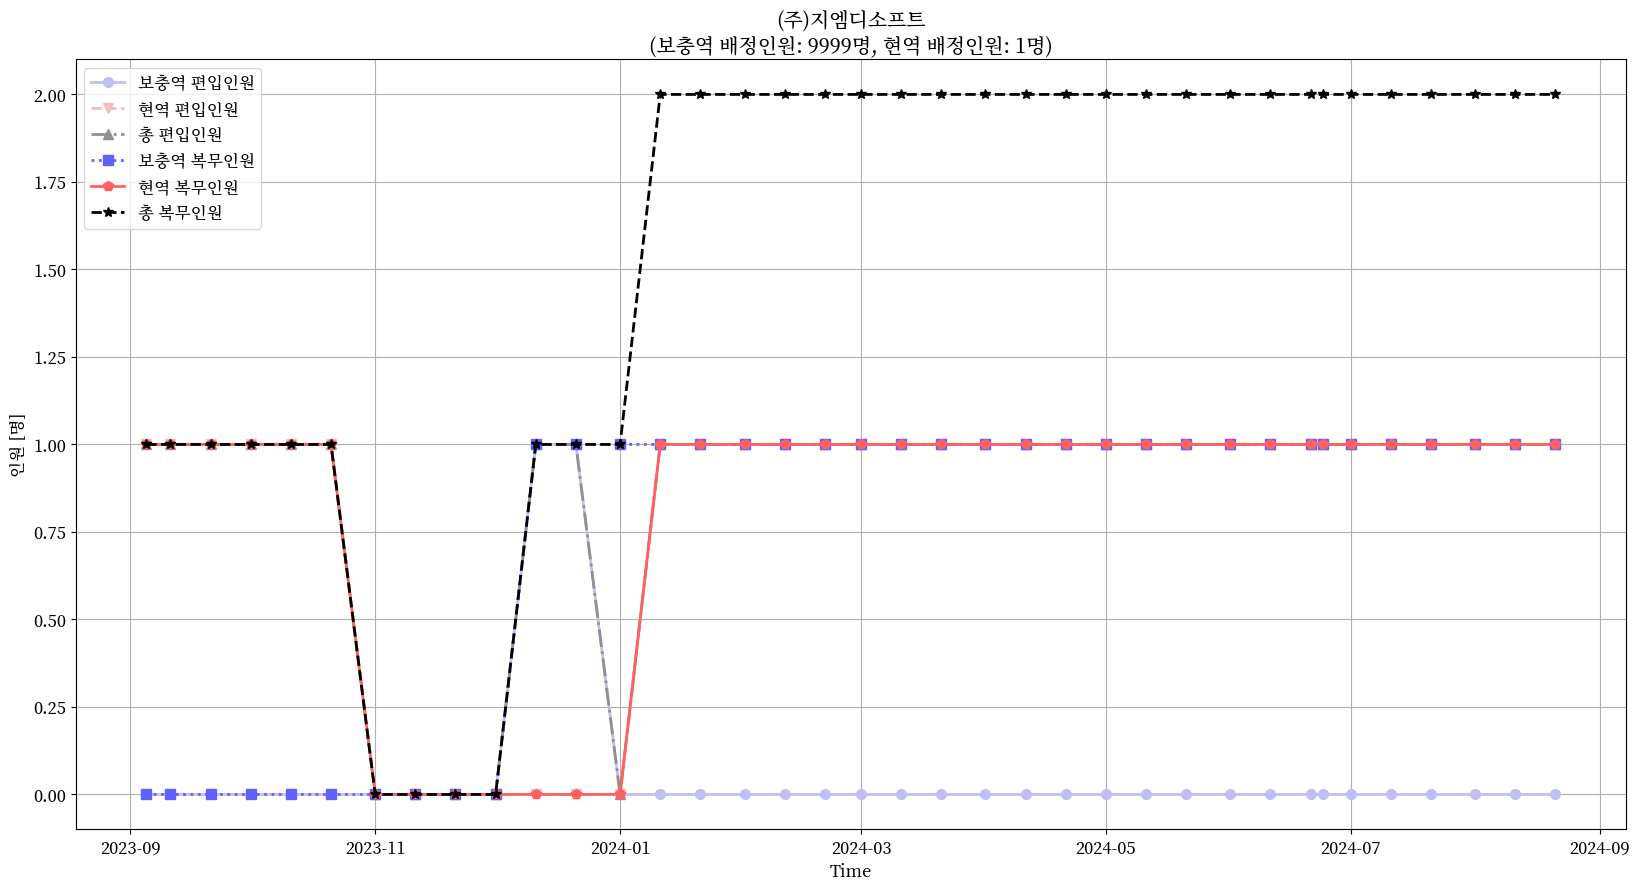 (주)지엠디소프트
(보충역 배정인원: 9999명, 현역 배정인원: 1명)
보충역 편입인원
현역 편입인원
총 편입인원
보충역 복무인원
현역 복무인원
총 복무인원
2.00
1.75
1.50
1.25
1.00
0.75
0.50
0.25
0.00
인원 [명]
2023-09
2023-11
2024-01
2024-03
2024-05
2024-07
2024-09
Time